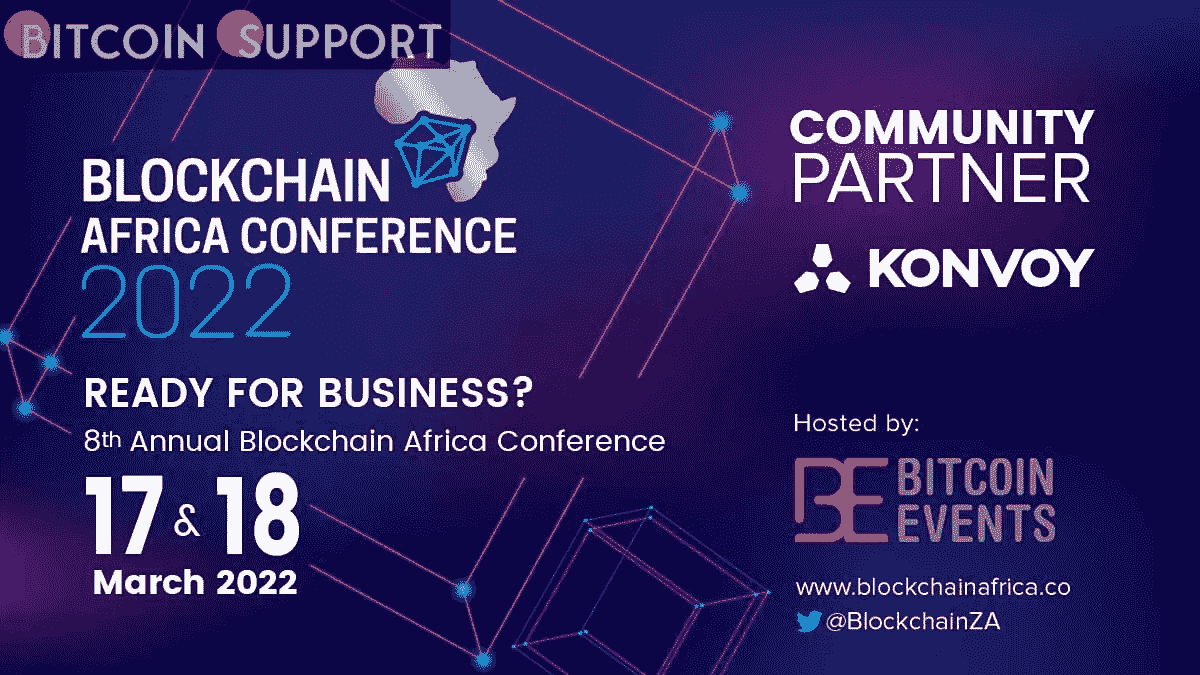 BITCOIN SUPPORT
BLOCKCHAIN
AFRICA CONFERENCE
2022
READY FOR BUSINESS?
8th Annual Blockchain Africa Conference
17 & 18
March 2022
COMMUNITY
PARTNER
KONVOY
Hosted by:
BE BITCOIN
EVENTS
www.blockchainafrica.co
@BlockchainZA